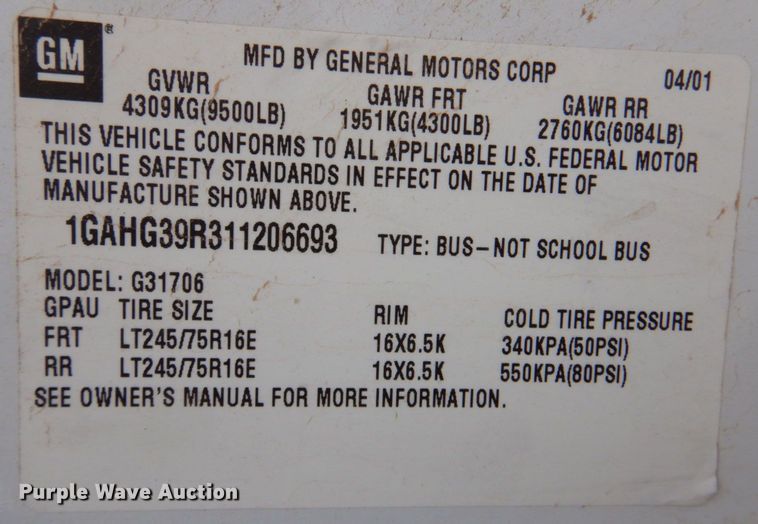 GM®
MFD BY GENERAL MOTORS CORP 04/01
GVWR GAWR FRT GAWR RR
4309KG(9500LB) 1951KG(4300LB) 2760KG(6084LB)
THIS VEHICLE CONFORMS TO ALL APPLICABLE U.S. FEDERAL MOTOR
VEHICLE SAFETY STANDARDS IN EFFECT ON THE DATE OF
MANUFACTURE SHOWN ABOVE.
1GAHG39R311206693 TYPE: BUS-NOT SCHOOL BUS
MODEL: G31706
GPAU TIRE SIZE RIM COLD TIRE PRESSURE
FRT LT245/75R16E 16X6.5K 340KPA(50PSI)
RR LT245/75R16E 16X6.5K 550KPA(80PSI)
SEE OWNER'S MANUAL FOR MORE INFORMATION.
Purple Wave Auction